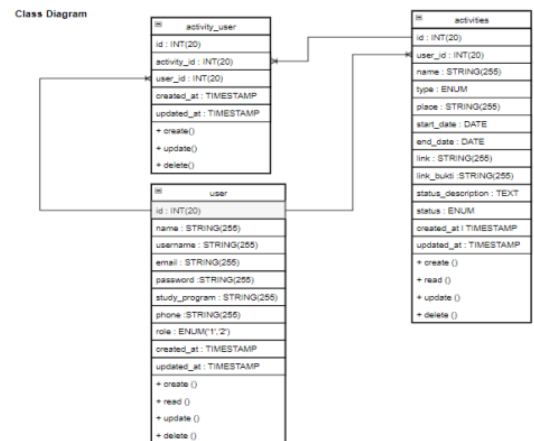 Class Diagram
activity_user
id : INT(20)
activity_id : INT(20)
user_id : INT(20)
created_at : TIMESTAMP
updated_at : TIMESTAMP
+ create()
+ update()
+ delete()
user
id : INT(20)
name : STRING(255)
username : STRING(255)
email : STRING(255)
password :STRING(255)
study_program : STRING(255)
phone :STRING(255)
role : ENUM('1','2')
created_at : TIMESTAMP
updated_at : TIMESTAMP
+ create ()
+ read ()
+ update ()
+ delete ()
activities
id : INT(20)
user_id : INT(20)
name : STRING(255)
type : ENUM
place : STRING(255)
start_date : DATE
end_date : DATE
link : STRING(255)
link_bukti :STRING(255)
status_description : TEXT
status : ENUM
created_at I TIMESTAMP
updated_at : TIMESTAMP
+ create ()
+ read ()
+ update ()
+ delete ()